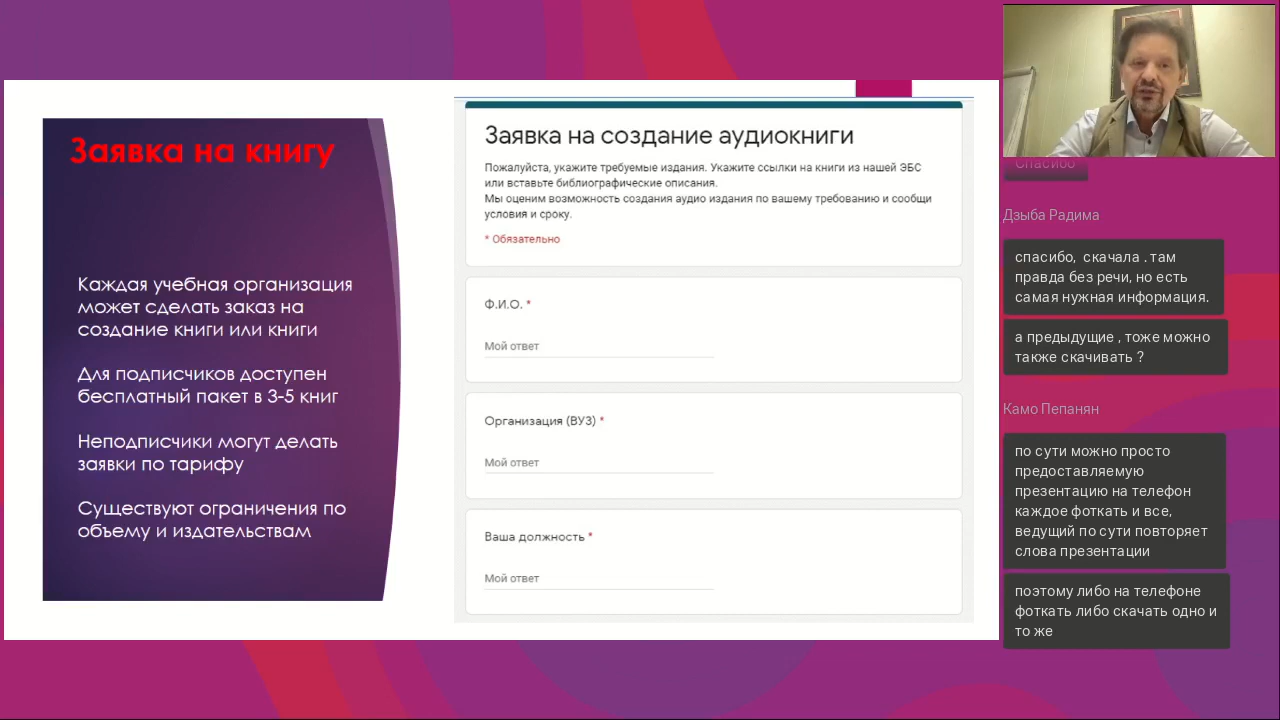 Заявка на книгу
Каждая учебная организация
может сделать заказ на
создание книги или книги
Для подписчиков доступен
бесплатный пакет в 3-5 книг
Неподписчики могут делать
заявки по тарифу
Существуют ограничения по
объему и издательствам
Заявка на создание аудиокниги
Пожалуйста, укажите требуемые издания. Укажите ссылки на книги из нашей ЭБС
или вставьте библиографические описания.
Мы оценим возможность создания аудио издания по вашему требованию и сообщи
условия и сроку.
* Обязательно
Ф.И.О. *
Мой ответ
Организация (ВУЗ) *
Мой ответ
Ваша должность *
Мой ответ
Спасибо
Дзыба Радима
спасибо, скачала . там
правда без речи, но есть
самая нужная информация.
а предыдущие , тоже можно
также скачивать ?
Камо Пепанян
по сути можно просто
предоставляемую
презентацию на телефон
каждое фоткать и все,
ведущий по сути повторяет
слова презентации
поэтому либо на телефоне
фоткать либо скачать одно и
то же